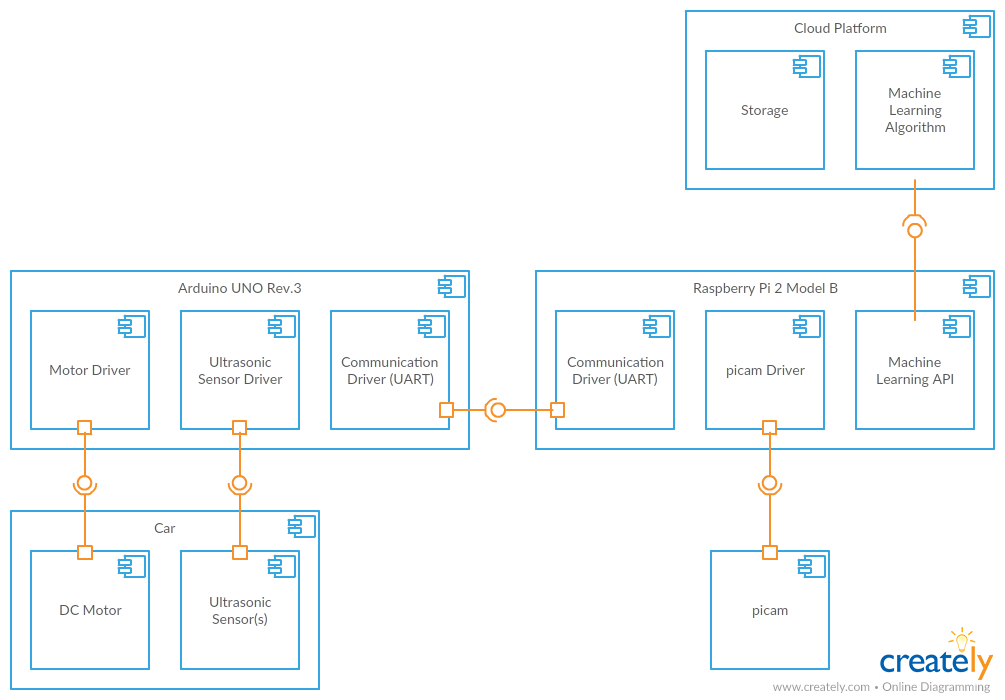 Cloud Platform
Storage
Machine
Learning
Algorithm
Arduino UNO Rev.3
Motor Driver
Ultrasonic
Sensor Driver
Communication
Driver (UART)
Raspberry Pi 2 Model B
Communication
Driver (UART)
picam Driver
Machine
Learning API
Car
DC Motor
Ultrasonic
Sensor(s)
picam
creately
www.creately.com • Online Diagramming